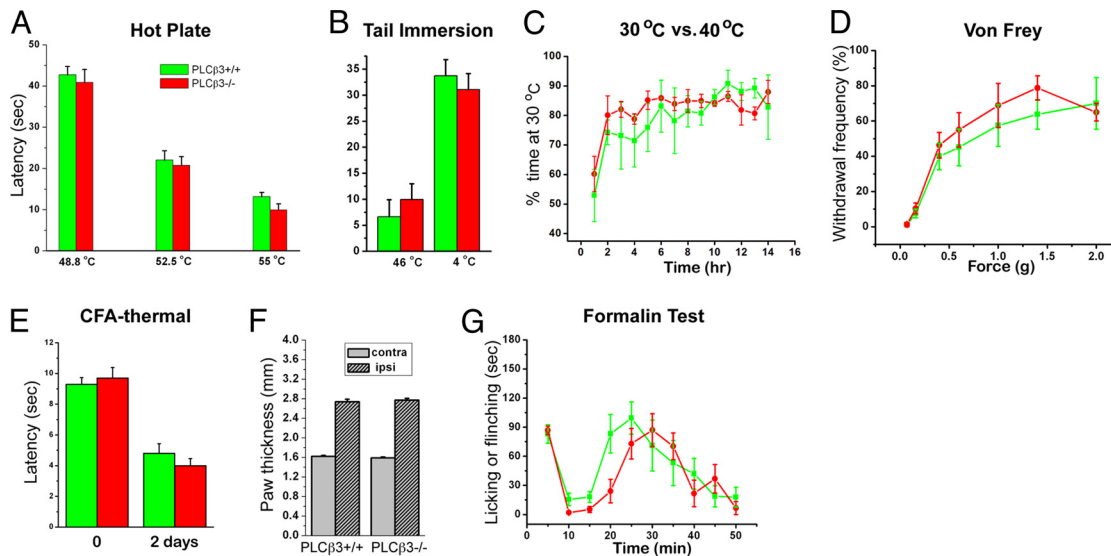 A
Hot Plate
Latency (sec)
50
40
30
20
10
0
PLCβ3+/+
PLCβ3-/-
48.8 °C
52.5 °C
55 °C
B
Tail Immersion
35
30
25
20
15
10
5
0
46 °C
4 °C
C
30 °C vs. 40°C
% time at 30 °C
100
90
80
70
60
50
40
0 2 4 6 8 10 12 14 16
Time (hr)
D
Von Frey
Withdrawal frequency (%)
100
80
60
40
20
0
0.0 0.5 1.0 1.5 2.0
Force (g)
E
CFA-thermal
Latency (sec)
10
8
6
4
2
0
0
2 days
F
Paw thickness (mm)
4.0
3.6
3.2
2.8
2.4
2.0
1.6
1.2
0.8
0.4
0.0
contra
ipsi
PLCβ3+/+
PLCβ3-/-
G
Formalin Test
Licking or flinching (sec)
180
150
120
90
60
30
0
0 10 20 30 40 50
Time (min)